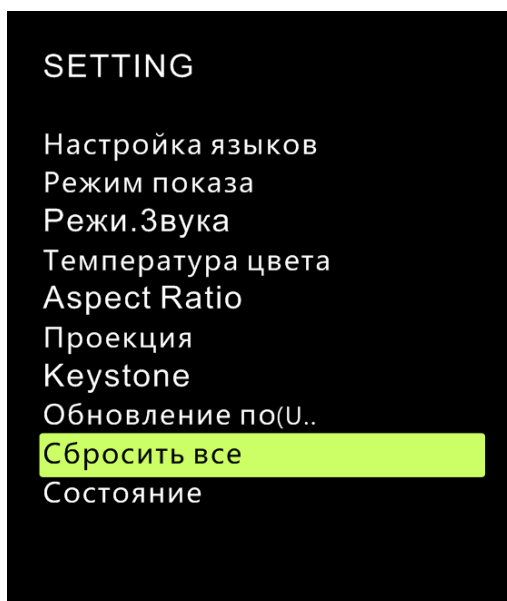 SETTING
Настройка языков
Режим показа
Режи.Звука
Температура цвета
Aspect Ratio
Проекция
Keystone
Обновление по(U..
Сбросить все
Состояние